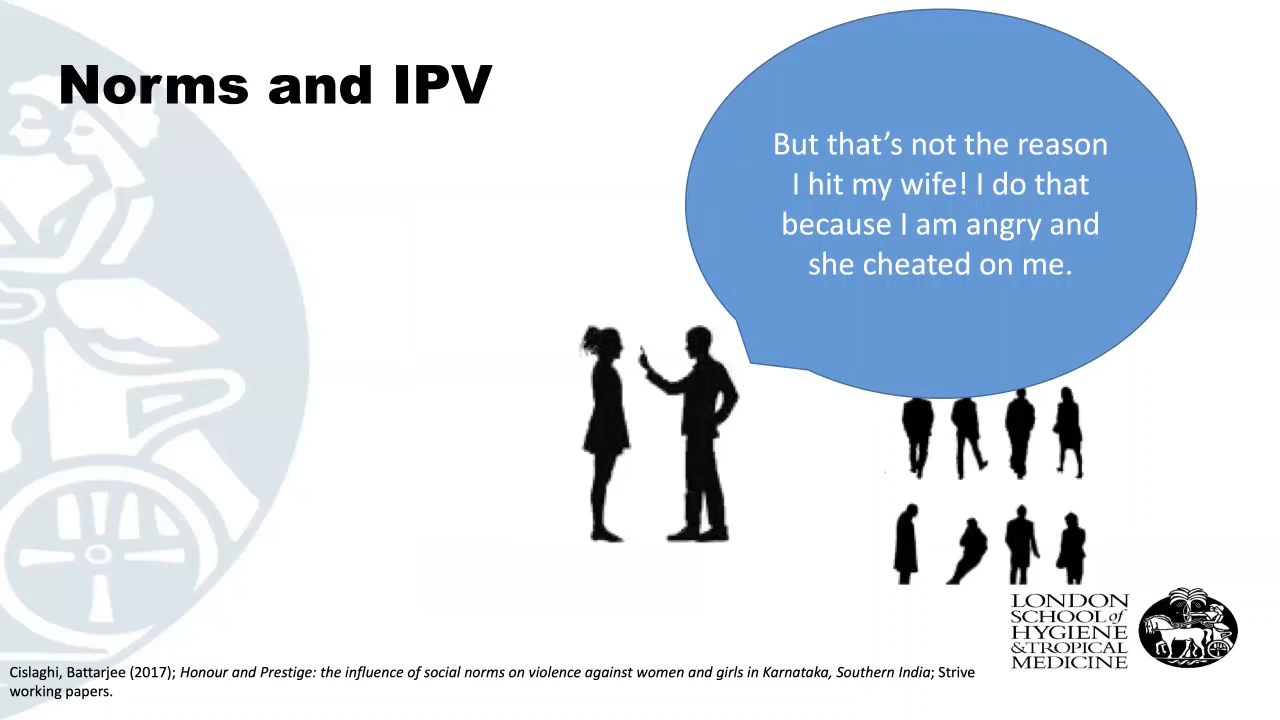 Norms and IPV
But that’s not the reason
I hit my wife! I do that
because I am angry and
she cheated on me.
LONDON
SCHOOL of
HYGIENE
& TROPICAL
MEDICINE
Cislaghi, Battarjee (2017); Honour and Prestige: the influence of social norms on violence against women and girls in Karnataka, Southern India; Strive
working papers.